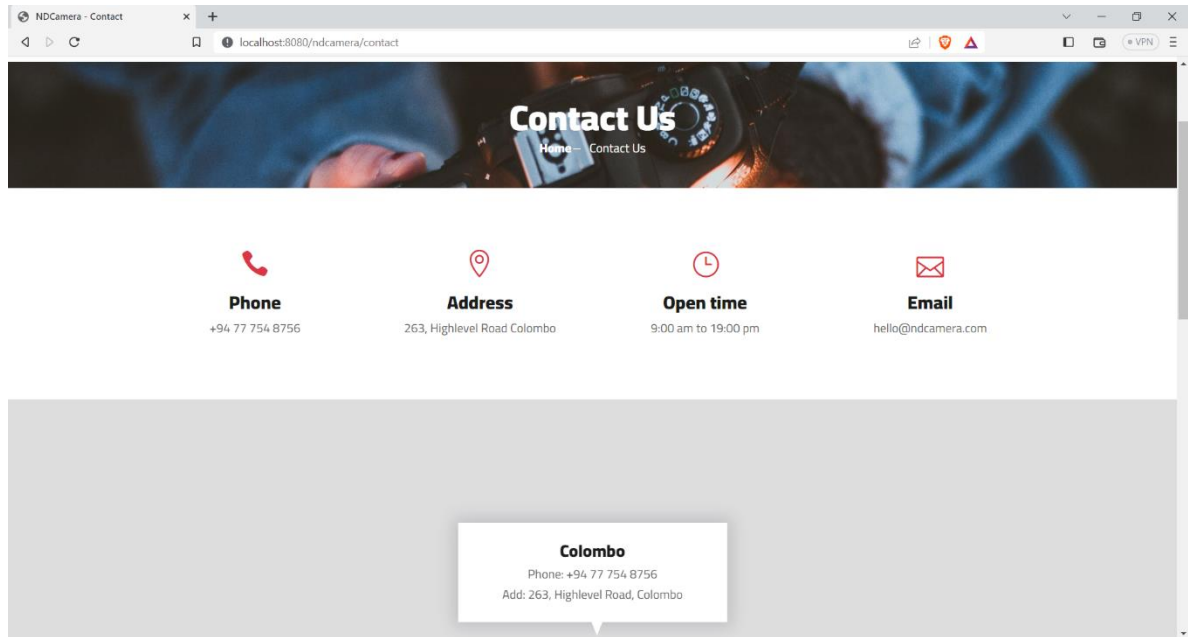 NDCamera - Contact
localhost:8080/ndcamera/contact
VPN
Contact Us
Home – Contact Us
Phone
+94 77 754 8756
Address
263, Highlevel Road Colombo
Open time
9:00 am to 19:00 pm
Email
hello@ndcamera.com
Colombo
Phone: +94 77 754 8756
Add: 263, Highlevel Road, Colombo